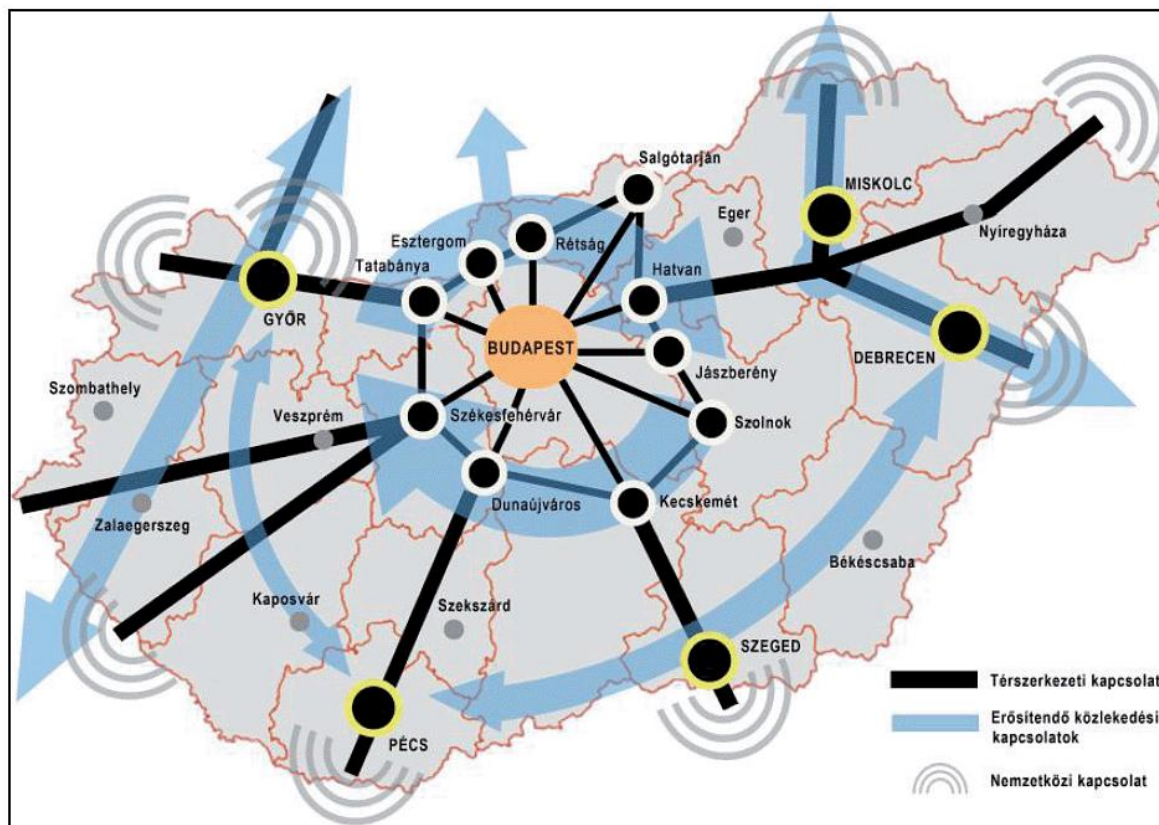 Salgótarján
MISKOLC
Eger
Nyíregyháza
Esztergom
Rétság
Tatabánya
Hatvan
GYŐR
BUDAPEST
DEBRECEN
Jászberény
Szombathely
Veszprém
Székesfehérvár
Szolnok
Dunaújváros
Kecskemét
Zalaegerszeg
Békéscsaba
Kaposvár
Szekszárd
SZEGED
PÉCS
Térszerkezeti kapcsolat
Erősítendő közlekedési
kapcsolatok
Nemzetközi kapcsolat